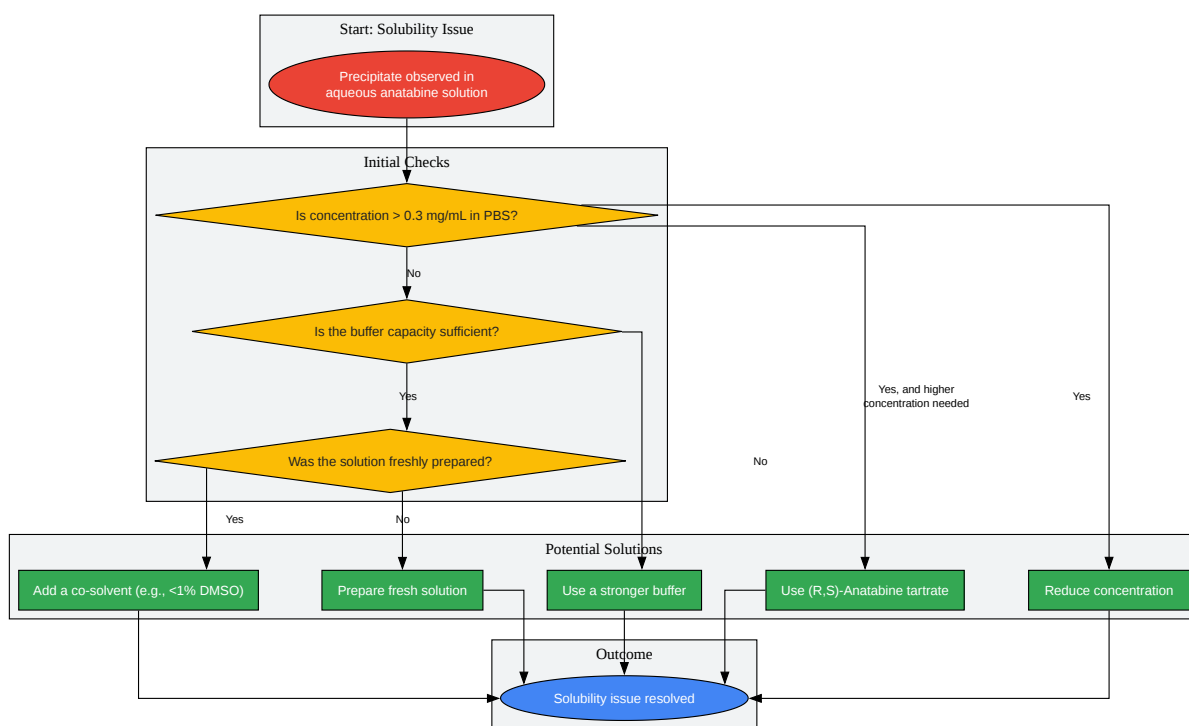 Start: Solubility Issue
Precipitate observed in
aqueous anatabine solution
Initial Checks
Is concentration > 0.3 mg/mL in PBS?
No
Is the buffer capacity sufficient?
Yes, and higher
concentration needed
Yes
Yes
Was the solution freshly prepared?
No
Yes
No
Potential Solutions
Add a co-solvent (e.g., <1% DMSO)
Prepare fresh solution
Use a stronger buffer
Use (R,S)-Anatabine tartrate
Reduce concentration
Outcome
Solubility issue resolved